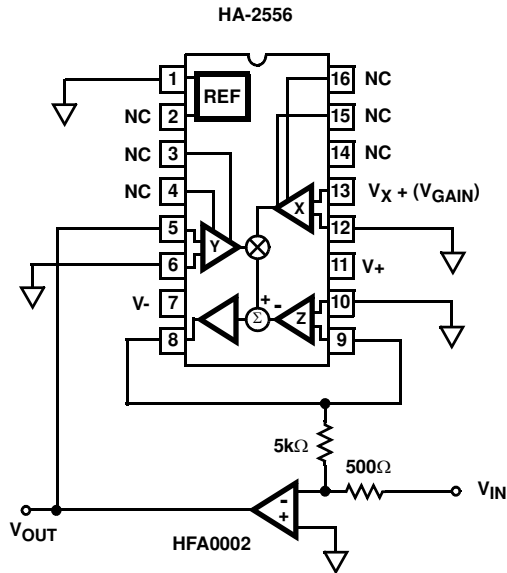 HA-2556
1
REF
16 NC
NC 2
15 NC
NC 3
14 NC
NC 4
13 VX + (VGAIN)
X
5
12
Y
6
11 V+
V- 7
+
-
10
Σ
Z
8
9
5kΩ
500Ω
VIN
-
+
VOUT
HFA0002